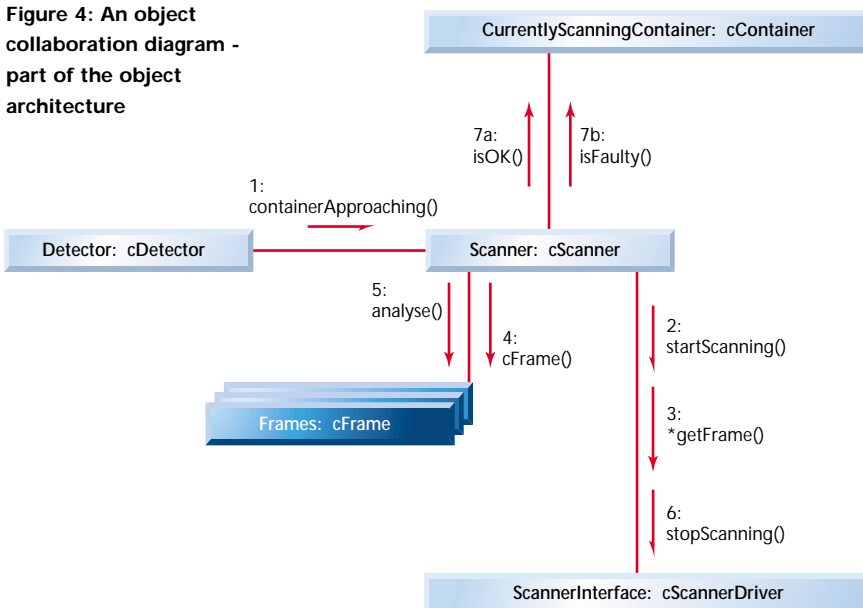 Figure 4: An object
collaboration diagram -
part of the object
architecture
CurrentlyScanningContainer: cContainer
7a:
isOK()
7b:
isFaulty()
1:
containerApproaching()
Detector: cDetector
Scanner: cScanner
5:
analyse()
4:
cFrame()
2:
startScanning()
Frames: cFrame
3:
*getFrame()
6:
stopScanning()
ScannerInterface: cScannerDriver